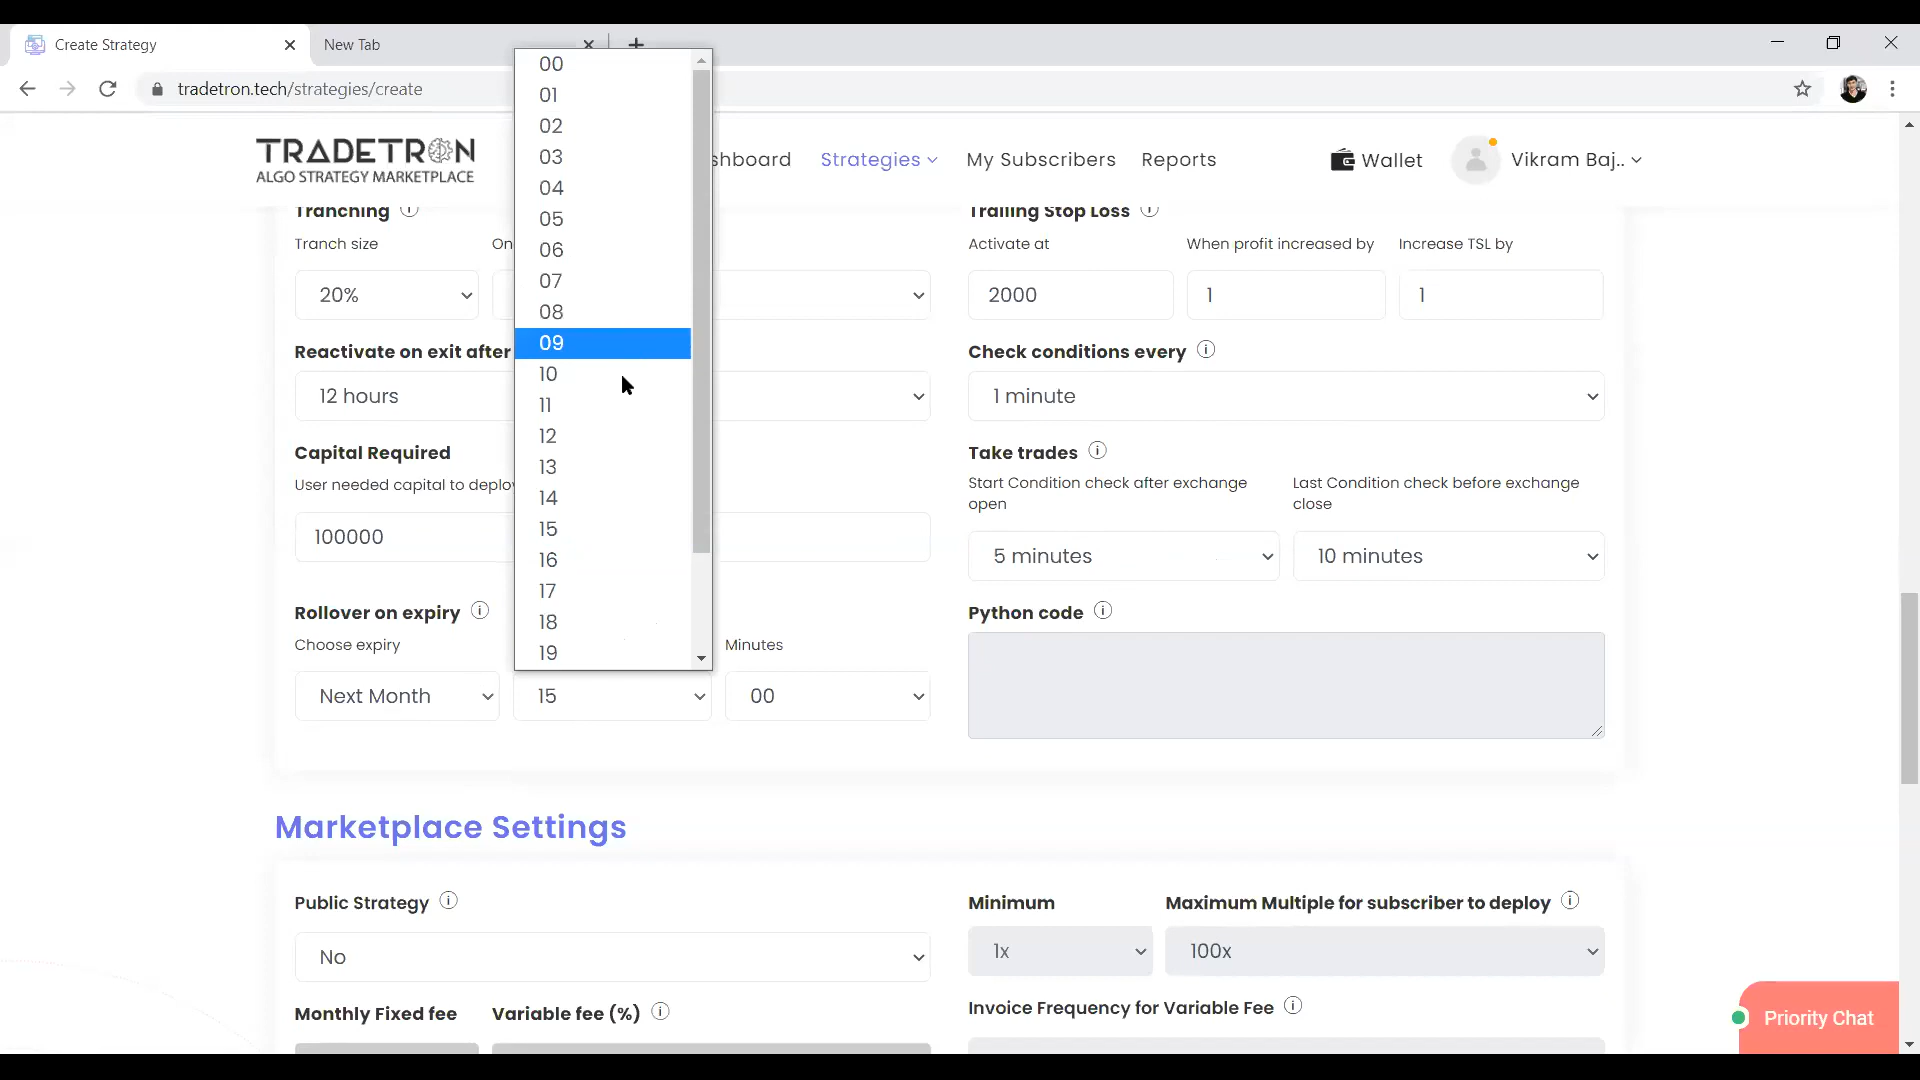 Create Strategy
New Tab
tradetron.tech/strategies/create
TRADETRON
ALGO STRATEGY MARKETPLACE
shboard
Strategies
My Subscribers
Reports
Wallet
Vikram Baj..
Tranching
Tranch size
On
20%
Reactivate on exit after
12 hours
Capital Required
User needed capital to deplo
100000
Rollover on expiry
Choose expiry
Minutes
Next Month
15
00
00
01
02
03
04
05
06
07
08
09
10
11
12
13
14
15
16
17
18
19
Trailing Stop Loss
Activate at
When profit increased by
Increase TSL by
2000
1
1
Check conditions every
1 minute
Take trades
Start Condition check after exchange
open
Last Condition check before exchange
close
5 minutes
10 minutes
Python code
Marketplace Settings
Public Strategy
No
Minimum
Maximum Multiple for subscriber to deploy
1x
100x
Monthly Fixed fee
Variable fee (%)
Invoice Frequency for Variable Fee
Priority Chat